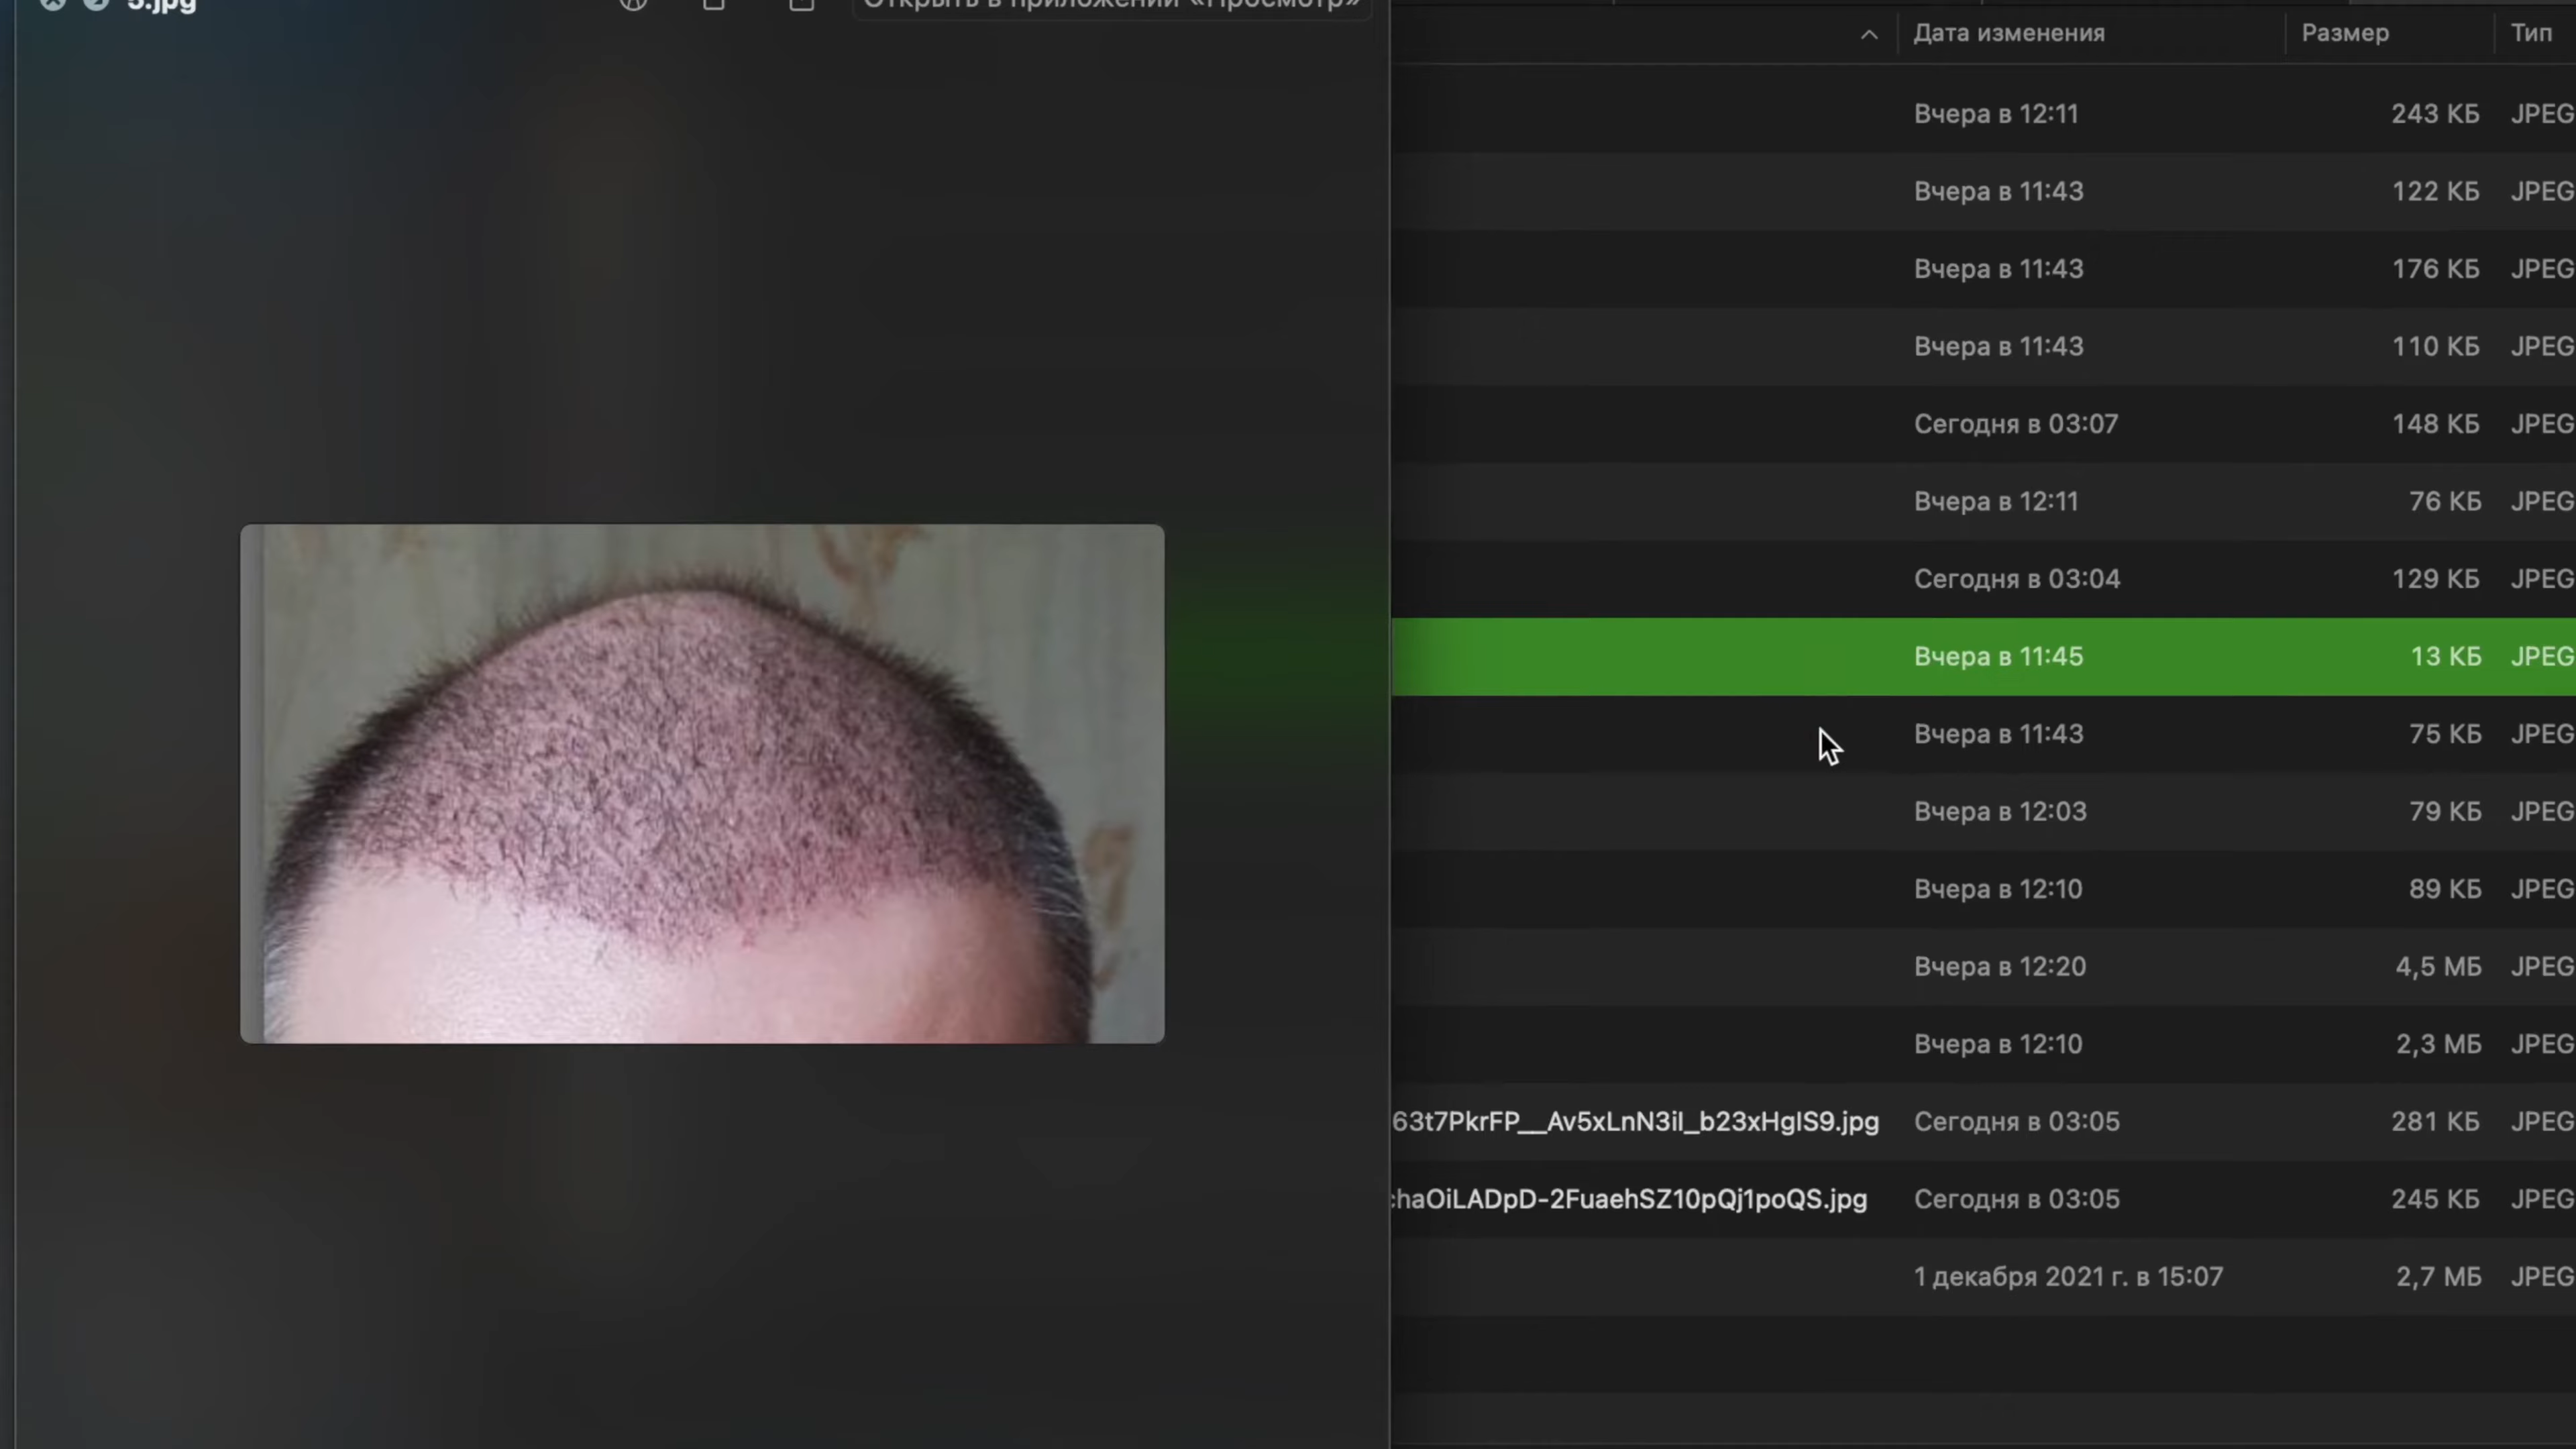 5.jpg
Открыть в приложении «Просмотр»
Дата изменения Размер Тип
Вчера в 12:11 243 КБ JPEG
Вчера в 11:43 122 КБ JPEG
Вчера в 11:43 176 КБ JPEG
Вчера в 11:43 110 КБ JPEG
Сегодня в 03:07 148 КБ JPEG
Вчера в 12:11 76 КБ JPEG
Сегодня в 03:04 129 КБ JPEG
Вчера в 11:45 13 КБ JPEG
Вчера в 11:43 75 КБ JPEG
Вчера в 12:03 79 КБ JPEG
Вчера в 12:10 89 КБ JPEG
Вчера в 12:20 4,5 МБ JPEG
Вчера в 12:10 2,3 МБ JPEG
63t7PkrFP__Av5xLnN3il_b23xHgIS9.jpg Сегодня в 03:05 281 КБ JPEG
chaOiLADpD-2FuaehSZ10pQj1poQS.jpg Сегодня в 03:05 245 КБ JPEG
1 декабря 2021 г. в 15:07 2,7 МБ JPEG